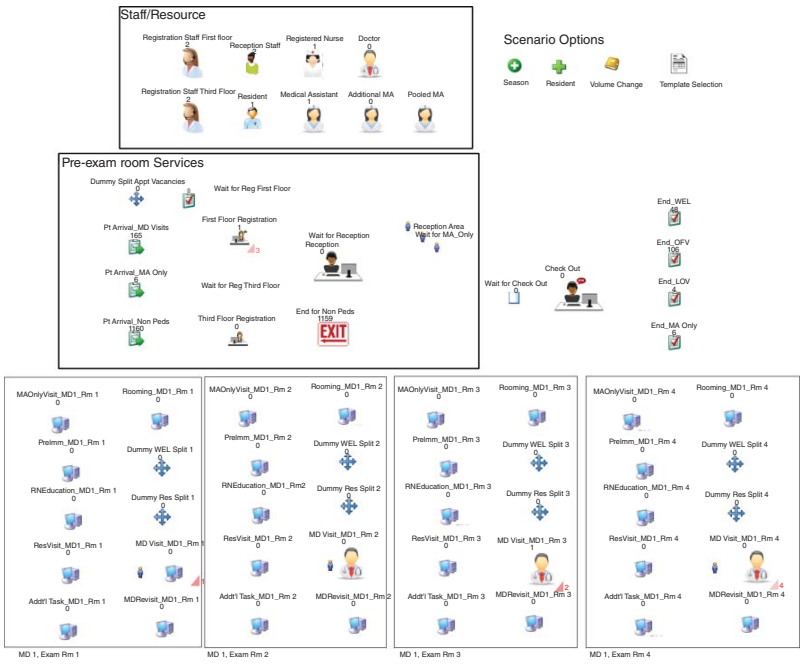 Staff/Resource
Registration Staff First floor
2
Reception Staff
2
Registered Nurse
1
Doctor
0
Registration Staff Third Floor
2
Resident
1
Medical Assistant
1
Additional MA
0
Pooled MA
Scenario Options
Season
Resident
Volume Change
Template Selection
Pre-exam room Services
Dummy Split Appt Vacancies
0
Wait for Reg First Floor
Pt Arrival_MD Visits
165
First Floor Registration
1
3
Wait for Reception
Reception
0
Reception Area
Wait for MA_Only
Pt Arrival_MA Only
6
Wait for Reg Third Floor
Pt Arrival_Non Peds
1160
Third Floor Registration
0
End for Non Peds
1159
EXIT
Wait for Check Out
0
Check Out
0
End_WEL
48
End_OFV
106
End_LOV
4
End_MA Only
6
MAOnlyVisit_MD1_Rm 1
0
Rooming_MD1_Rm 1
0
PreImm_MD1_Rm 1
0
Dummy WEL Split 1
0
RNEducation_MD1_Rm 1
0
Dummy Res Split 1
0
ResVisit_MD1_Rm 1
0
MD Visit_MD1_Rm 1
0
Addt'l Task_MD1_Rm 1
0
MDRevisit_MD1_Rm 1
0
MD 1, Exam Rm 1
MAOnlyVisit_MD1_Rm 2
0
Rooming_MD1_Rm 2
0
PreImm_MD1_Rm 2
0
Dummy WEL Split 2
0
RNEducation_MD1_Rm2
0
Dummy Res Split 2
0
ResVisit_MD1_Rm 2
0
MD Visit_MD1_Rm 2
0
Addt'l Task_MD1_Rm 2
0
MDRevisit_MD1_Rm 2
0
MD 1, Exam Rm 2
MAOnlyVisit_MD1_Rm 3
0
Rooming_MD1_Rm 3
0
PreImm_MD1_Rm 3
0
Dummy WEL Split 3
0
RNEducation_MD1_Rm 3
0
Dummy Res Split 3
0
ResVisit_MD1_Rm 3
0
MD Visit_MD1_Rm 3
1
2
Addt'l Task_MD1_Rm 3
0
MDRevisit_MD1_Rm 3
0
MD 1, Exam Rm 3
MAOnlyVisit_MD1_Rm 4
0
Rooming_MD1_Rm 4
0
PreImm_MD1_Rm 4
0
Dummy WEL Split 4
0
RNEducation_MD1_Rm 4
0
Dummy Res Split 4
0
ResVisit_MD1_Rm 4
0
MD Visit_MD1_Rm 4
0
4
Addt'l Task_MD1_Rm 4
0
MDRevisit_MD1_Rm 4
0
MD 1, Exam Rm 4